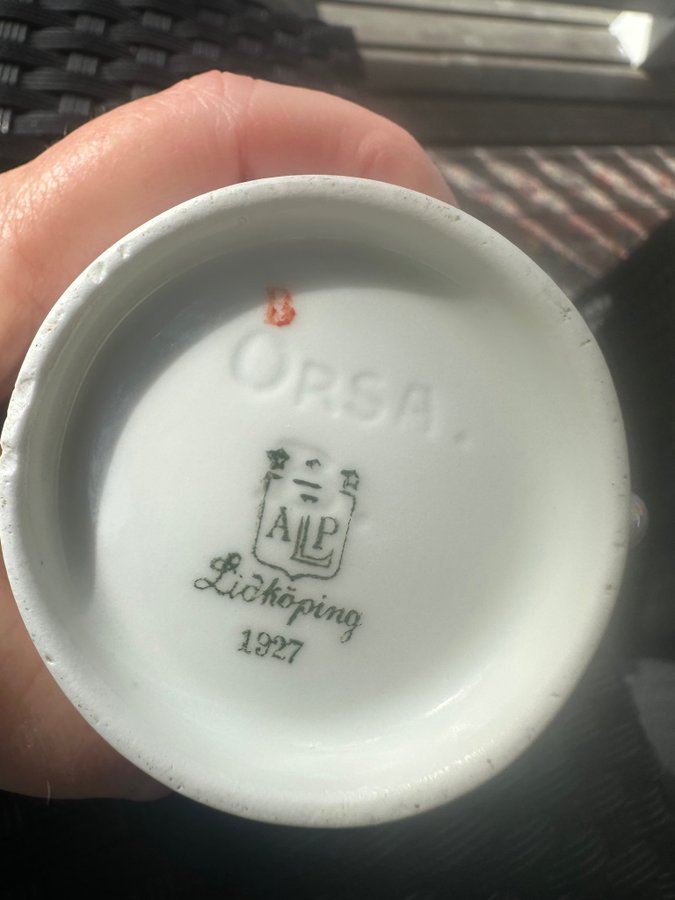 ORSA.
ALP
Lidköping
1927